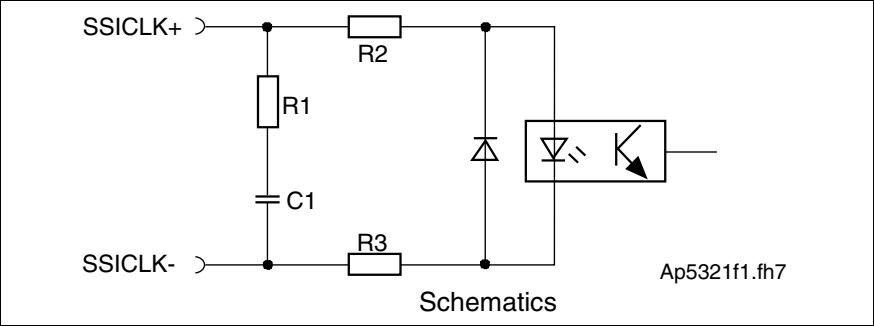 SSICLK+
R2
R1
C1
R3
SSICLK-
Ap5321f1.fh7
Schematics